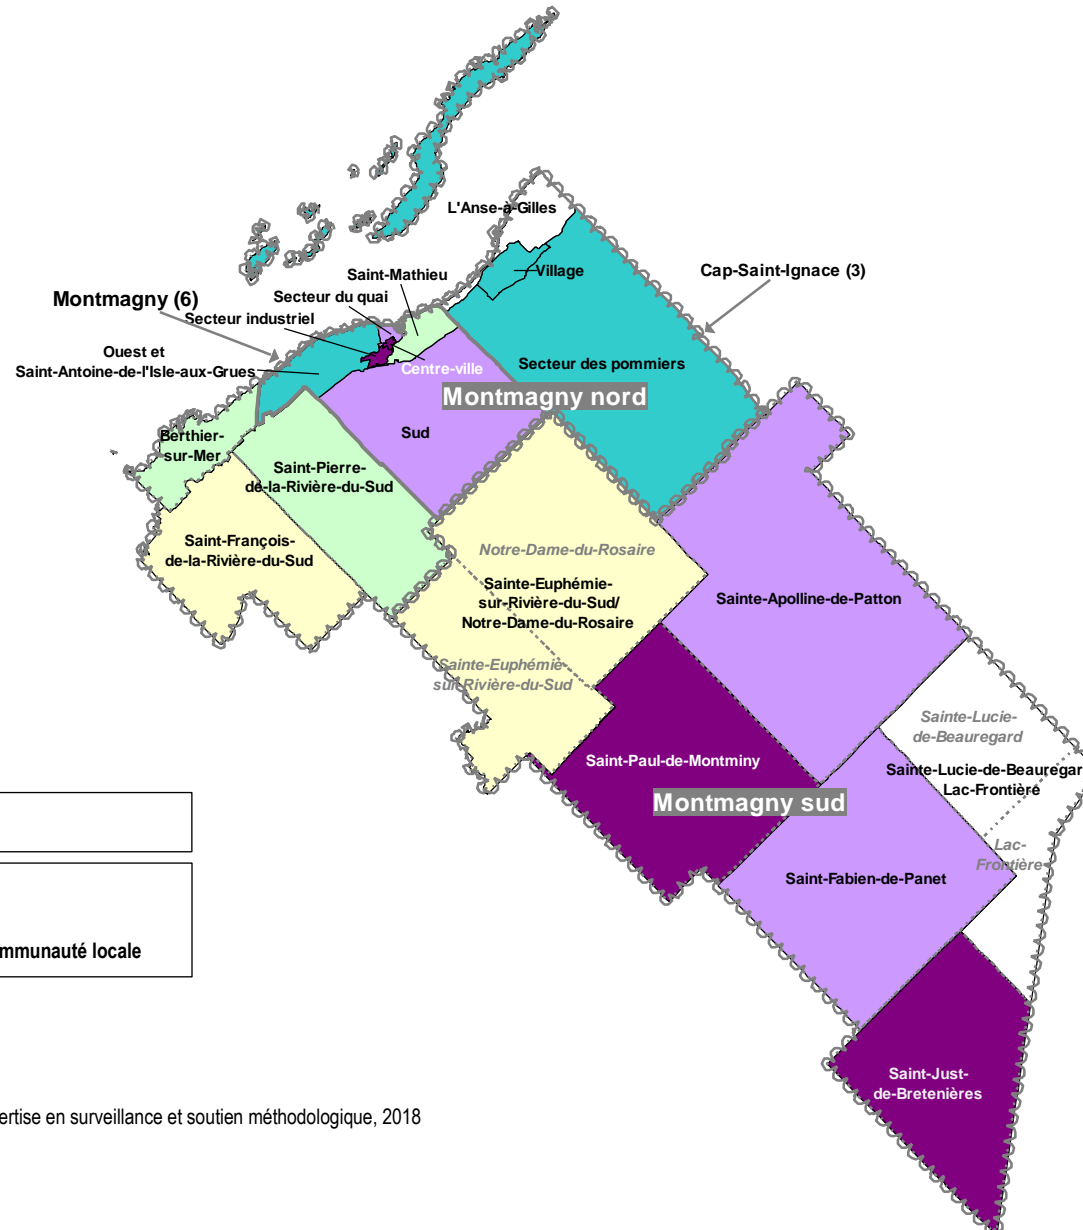 L'Anse-à-Gilles
Village
Cap-Saint-Ignace (3)
Saint-Mathieu
Secteur du quai
Montmagny (6)
Secteur industriel
Ouest et
Saint-Antoine-de-l'Isle-aux-Grues
Centre-ville
Secteur des pommiers
Montmagny nord
Sud
Berthier-
sur-Mer
Saint-Pierre-
de-la-Rivière-du-Sud
Saint-François-
de-la-Rivière-du-Sud
Notre-Dame-du-Rosaire
Sainte-Euphémie-
sur-Rivière-du-Sud/
Notre-Dame-du-Rosaire
Sainte-Euphémie-
sur-Rivière-du-Sud
Sainte-Apolline-de-Patton
Sainte-Lucie-
de-Beauregard
Sainte-Lucie-de-Beauregar
Lac-Frontière
Lac-
Frontière
Saint-Paul-de-Montminy
Montmagny sud
Saint-Fabien-de-Panet
Saint-Just-
de-Bretenières
mmunauté locale
ertise en surveillance et soutien méthodologique, 2018